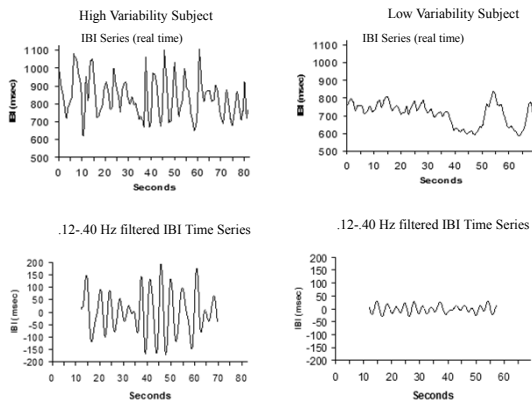 High Variability Subject
IBI Series (real time)
1100
1000
900
800
700
600
500
IBI (msec)
0 10 20 30 40 50 60 70 80
Seconds
Low Variability Subject
IBI Series (real time)
1100
1000
900
800
700
600
500
IBI (msec)
0 10 20 30 40 50 60
Seconds
.12-.40 Hz filtered IBI Time Series
200
150
100
50
0
-50
-100
-150
-200
IBI (msec)
0 10 20 30 40 50 60 70 80
Seconds
.12-.40 Hz filtered IBI Time Series
200
150
100
50
0
-50
-100
-150
-200
IBI (msec)
0 10 20 30 40 50 60
Seconds